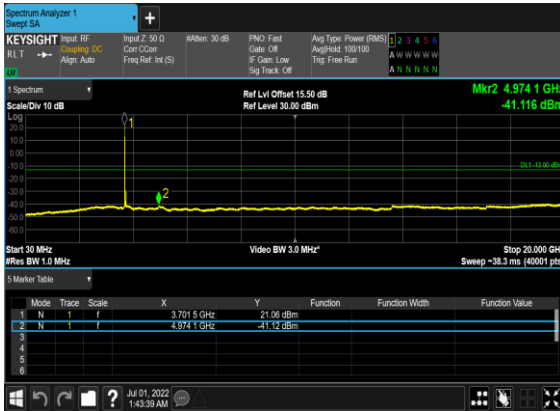 Spectrum Analyzer 1
Swept SA
+
KEYSIGHT
RLT
Input: RF
Coupling: DC
Align: Auto
Input Z: 50 Ω
Corr CCorr
Freq Ref: Int (S)
#Atten: 30 dB
PNO: Fast
Gate: Off
IF Gain: Low
Sig Track: Off
Avg Type: Power (RMS)
Avg|Hold: 100/100
Trig: Free Run
1 2 3 4 5 6
A W W W W W
A N N N N N
1 Spectrum
Scale/Div 10 dB
Ref Lvl Offset 15.50 dB
Ref Level 30.00 dBm
Mkr2 4.974 1 GHz
-41.116 dBm
Log
20.0
10.0
0.00
-10.0
-20.0
-30.0
-40.0
-50.0
-60.0
1
2
DL1 -13.00 dBm
Start 30 MHz
#Res BW 1.0 MHz
Video BW 3.0 MHz*
Stop 20.000 GHz
Sweep ~38.3 ms (40001 pts)
5 Marker Table
Mode Trace Scale X Y Function Function Width Function Value
1 N 1 f 3.701 5 GHz 21.06 dBm
2 N 1 f 4.974 1 GHz -41.12 dBm
3
4
5
6
?
Jul 01, 2022
1:43:39 AM